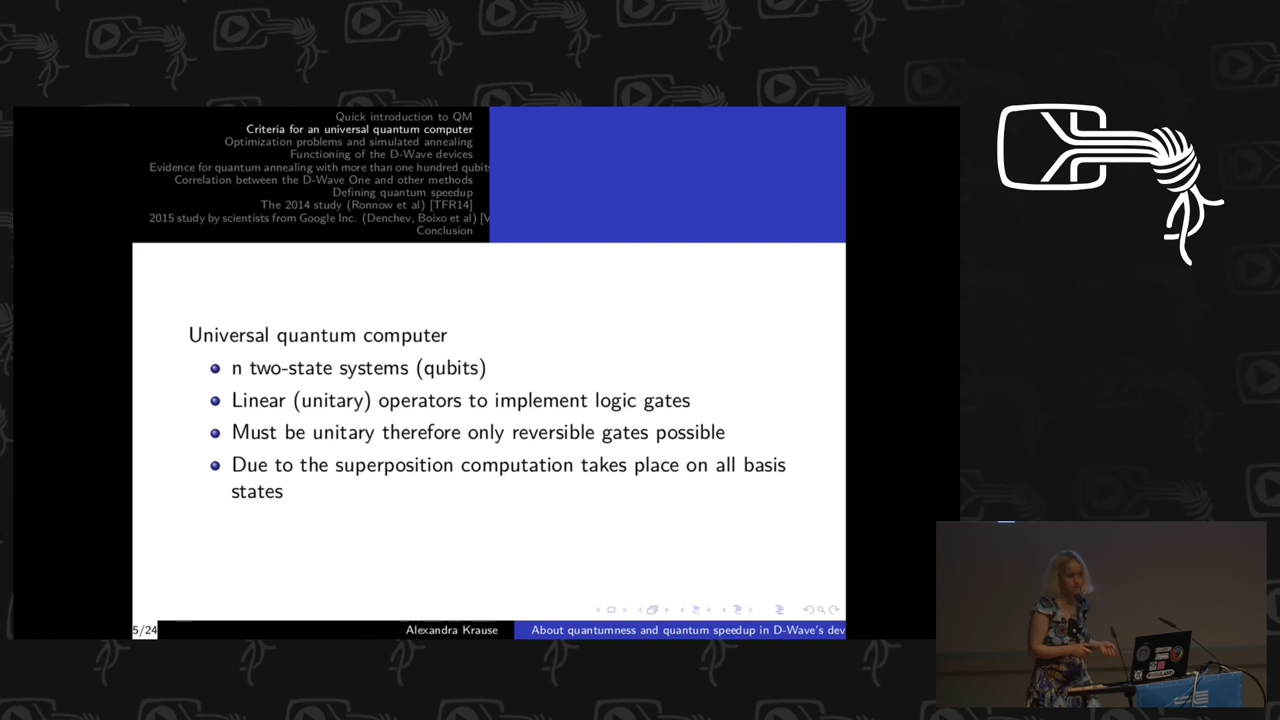 Quick introduction to QM
Criteria for an universal quantum computer
Optimization problems and simulated annealing
Functioning of the D-Wave devices
Evidence for quantum annealing with more than one hundred qubits
Correlation between the D-Wave One and other methods
Defining quantum speedup
The 2014 study (Ronnow et al) [TFR14]
2015 study by scientists from Google Inc. (Denchev, Boixo et al) [V
Conclusion
Universal quantum computer
n two-state systems (qubits)
Linear (unitary) operators to implement logic gates
Must be unitary therefore only reversible gates possible
Due to the superposition computation takes place on all basis
states
5/24
Alexandra Krause
About quantumness and quantum speedup in D-Wave's dev